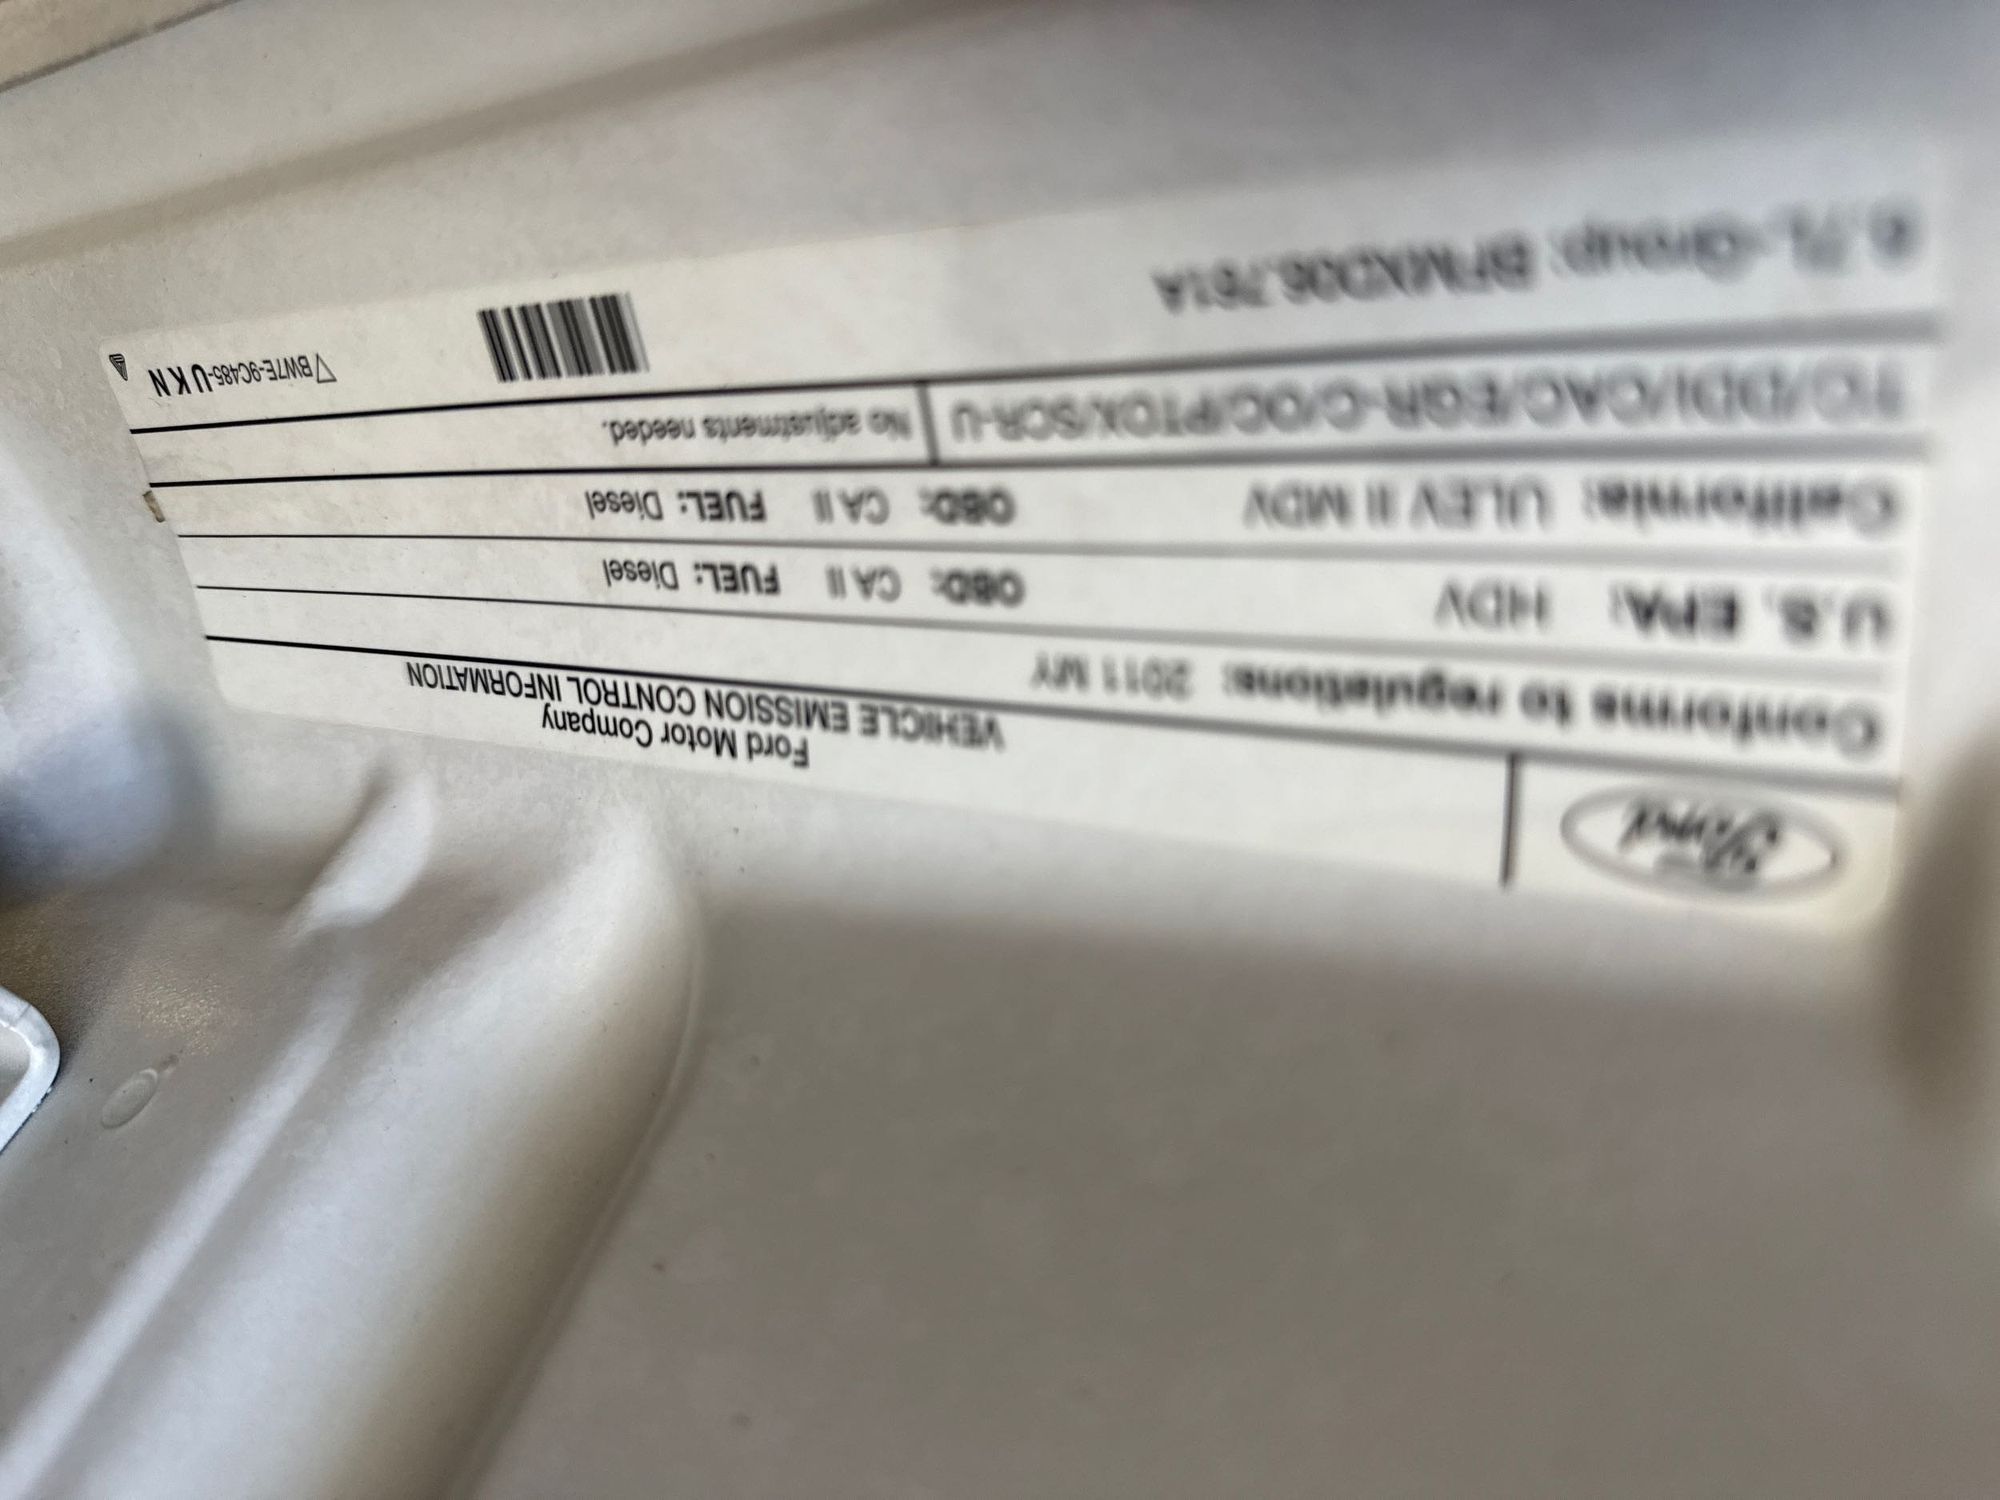 Ford
Ford Motor Company
VEHICLE EMISSION CONTROL INFORMATION
Conforms to regulations: 2011 MY
U.S. EPA: HDV OBD: CA II FUEL: Diesel
California: ULEV II MDV OBD: CA II FUEL: Diesel
TC/DDI/CAC/EGR-C/OC/PTOX/SCR-U No adjustments needed.
6.7L-Group: BFMXD06.761A
BW7E-9C485-UKN